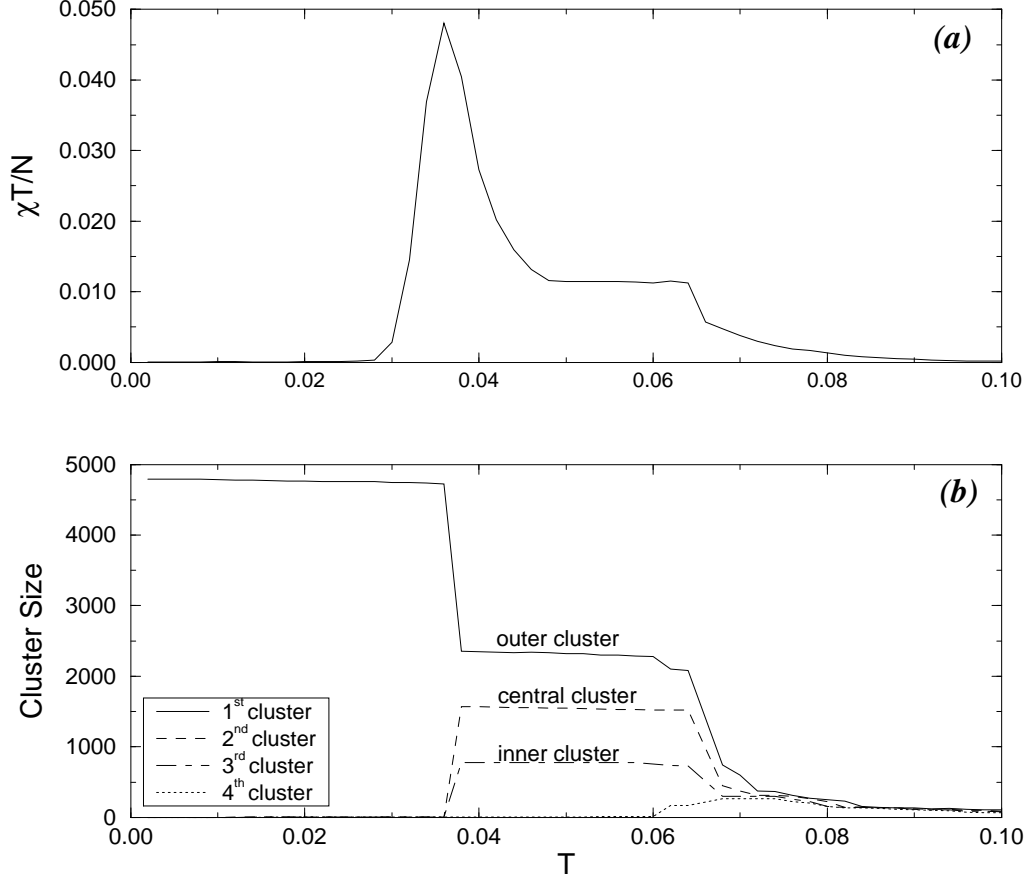 0.050
(a)
0.040
0.030
χT/N
0.020
0.010
0.000
0.00 0.02 0.04 0.06 0.08 0.10
5000
(b)
4000
3000
Cluster Size
outer cluster
2000
central cluster
1st cluster
2nd cluster
1000
3rd cluster
inner cluster
4th cluster
0
0.00 0.02 0.04 0.06 0.08 0.10
T